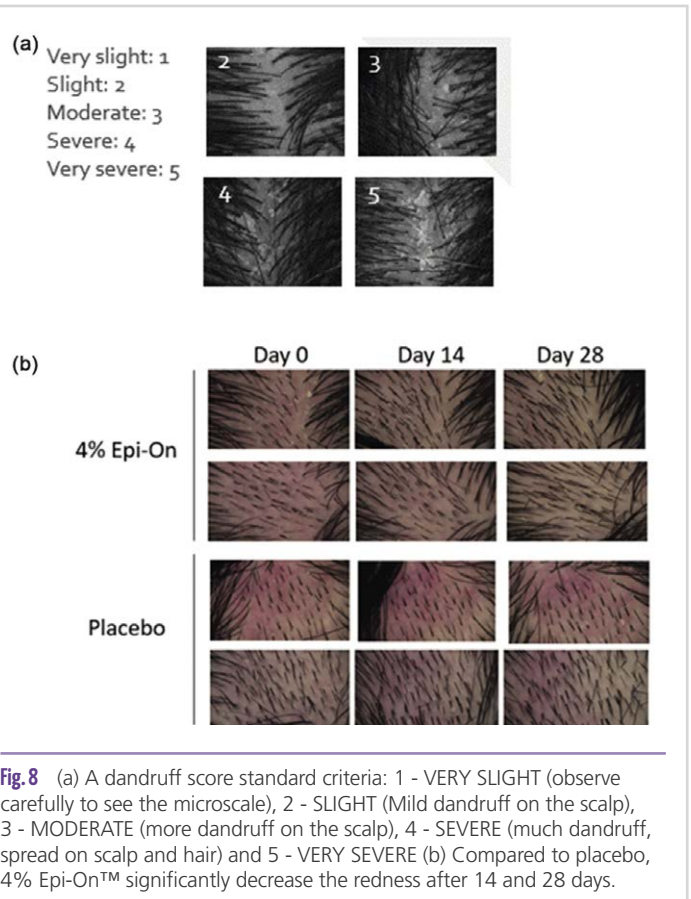 (a)
Very slight: 1
Slight: 2
Moderate: 3
Severe: 4
Very severe: 5
2
3
4
5
(b)
Day 0
Day 14
Day 28
4% Epi-On
Placebo
Fig. 8 (a) A dandruff score standard criteria: 1 - VERY SLIGHT (observe
carefully to see the microscale), 2 - SLIGHT (Mild dandruff on the scalp),
3 - MODERATE (more dandruff on the scalp), 4 - SEVERE (much dandruff,
spread on scalp and hair) and 5 - VERY SEVERE (b) Compared to placebo,
4% Epi-On™ significantly decrease the redness after 14 and 28 days.